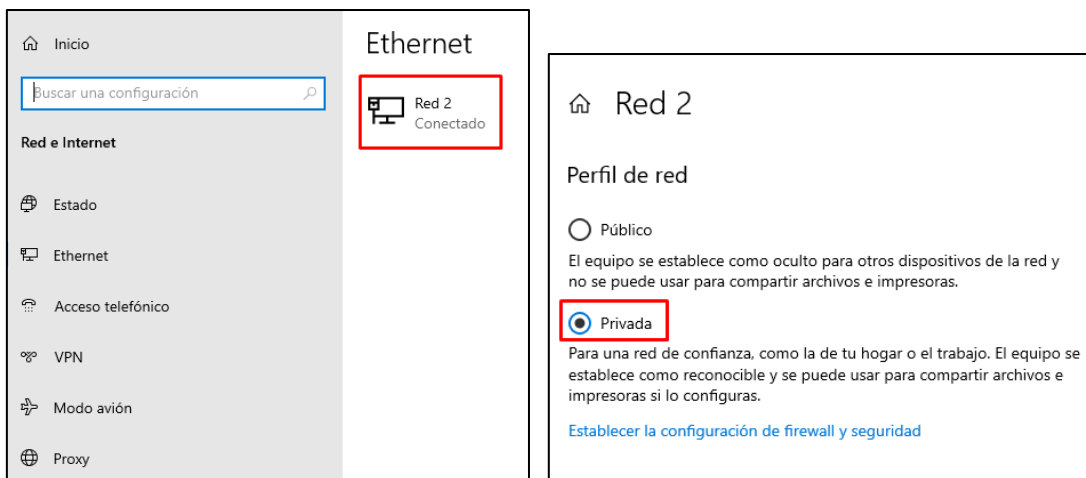 Inicio
Buscar una configuración
Red e Internet
Estado
Ethernet
Acceso telefónico
VPN
Modo avión
Proxy
Ethernet
Red 2
Conectado
Red 2
Perfil de red
Público
El equipo se establece como oculto para otros dispositivos de la red y
no se puede usar para compartir archivos e impresoras.
Privada
Para una red de confianza, como la de tu hogar o el trabajo. El equipo se
establece como reconocible y se puede usar para compartir archivos e
impresoras si lo configuras.
Establecer la configuración de firewall y seguridad